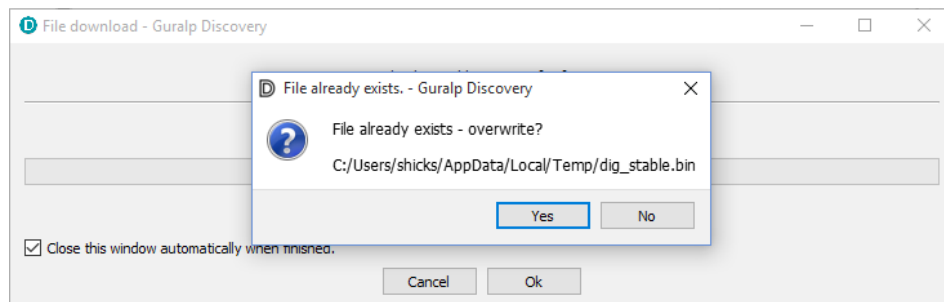 File download - Guralp Discovery
File already exists. - Guralp Discovery
File already exists - overwrite?
C:/Users/shicks/AppData/Local/Temp/dig_stable.bin
Yes
No
Close this window automatically when finished.
Cancel
Ok